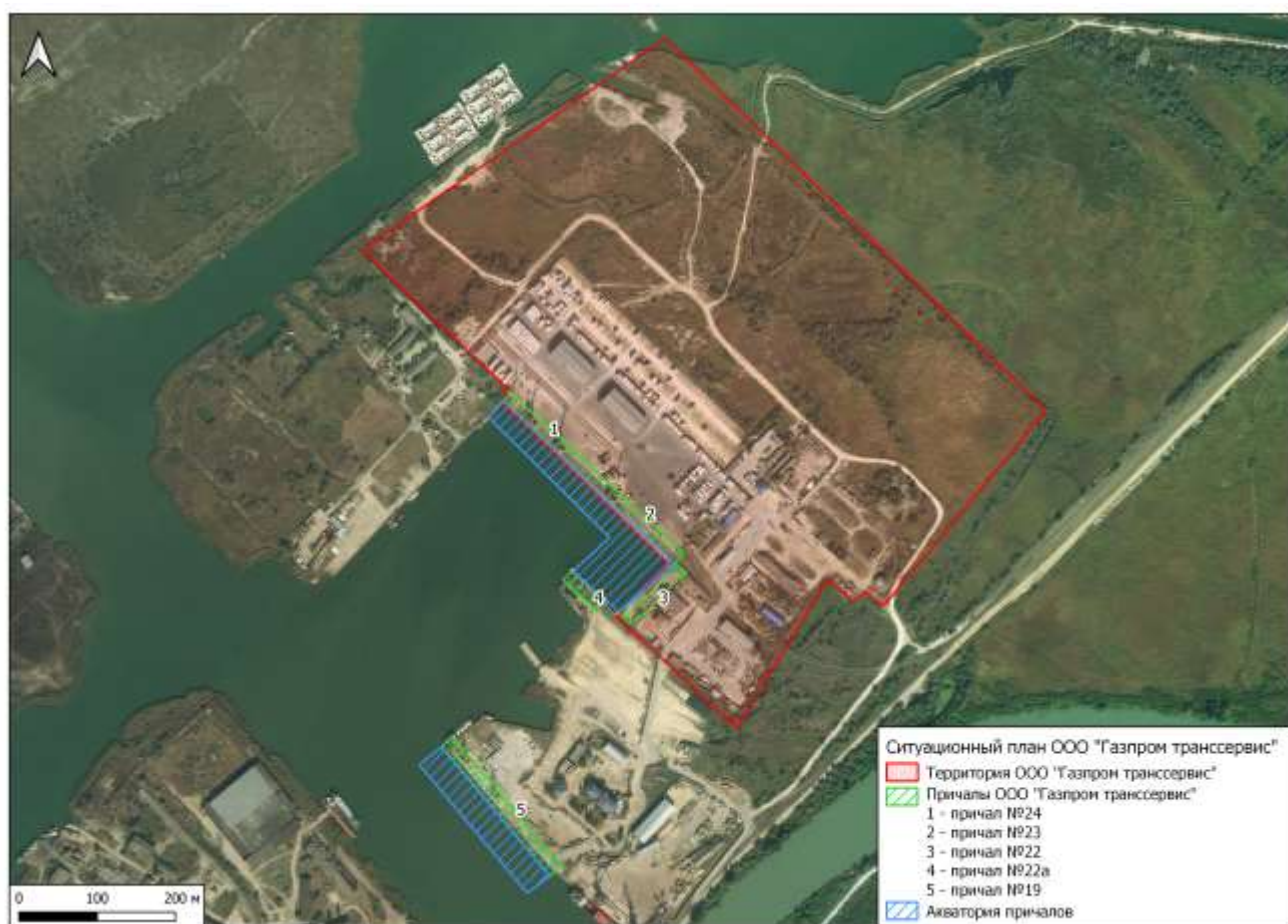 1
2
3
4
5
Ситуационный план ООО "Газпром транссервис"
Территория ООО "Газпром транссервис"
Причалы ООО "Газпром транссервис"
1 - причал №24
2 - причал №23
3 - причал №22
4 - причал №22а
5 - причал №19
Акватория причалов
0 100 200 м